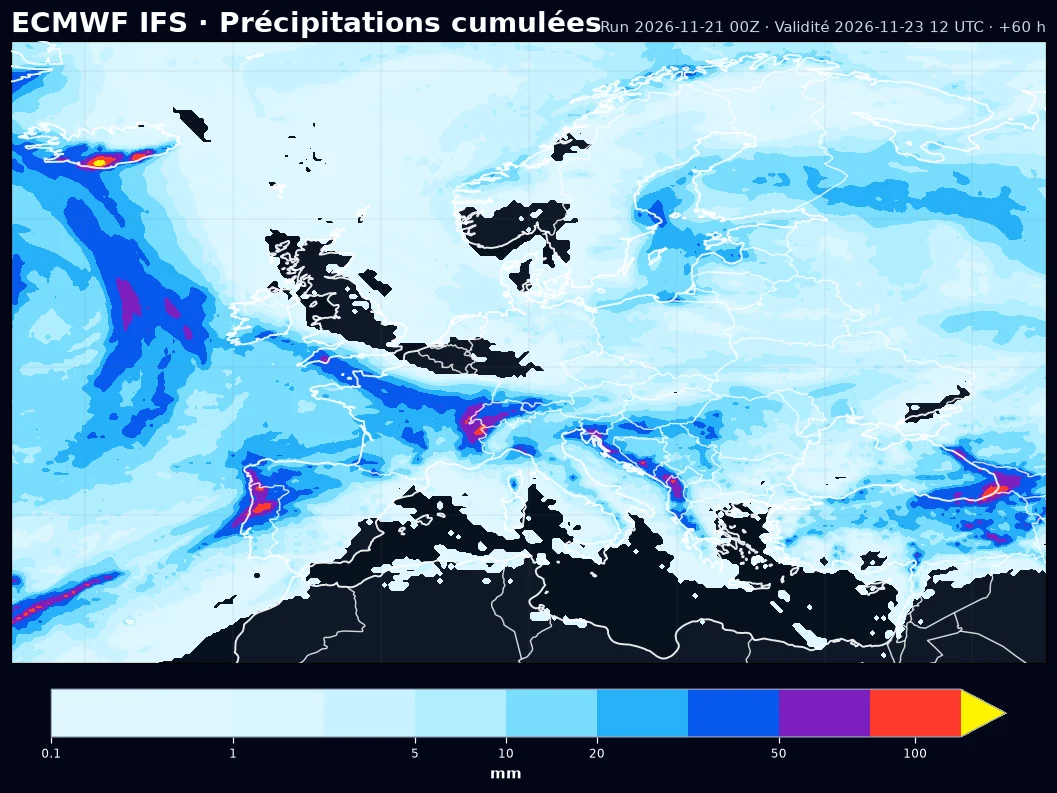 ECMWF IFS · Précipitations cumulées Run 2026-11-21 00Z · Validité 2026-11-23 12 UTC · +60 h
0.1 1 5 10 20 50 100
mm